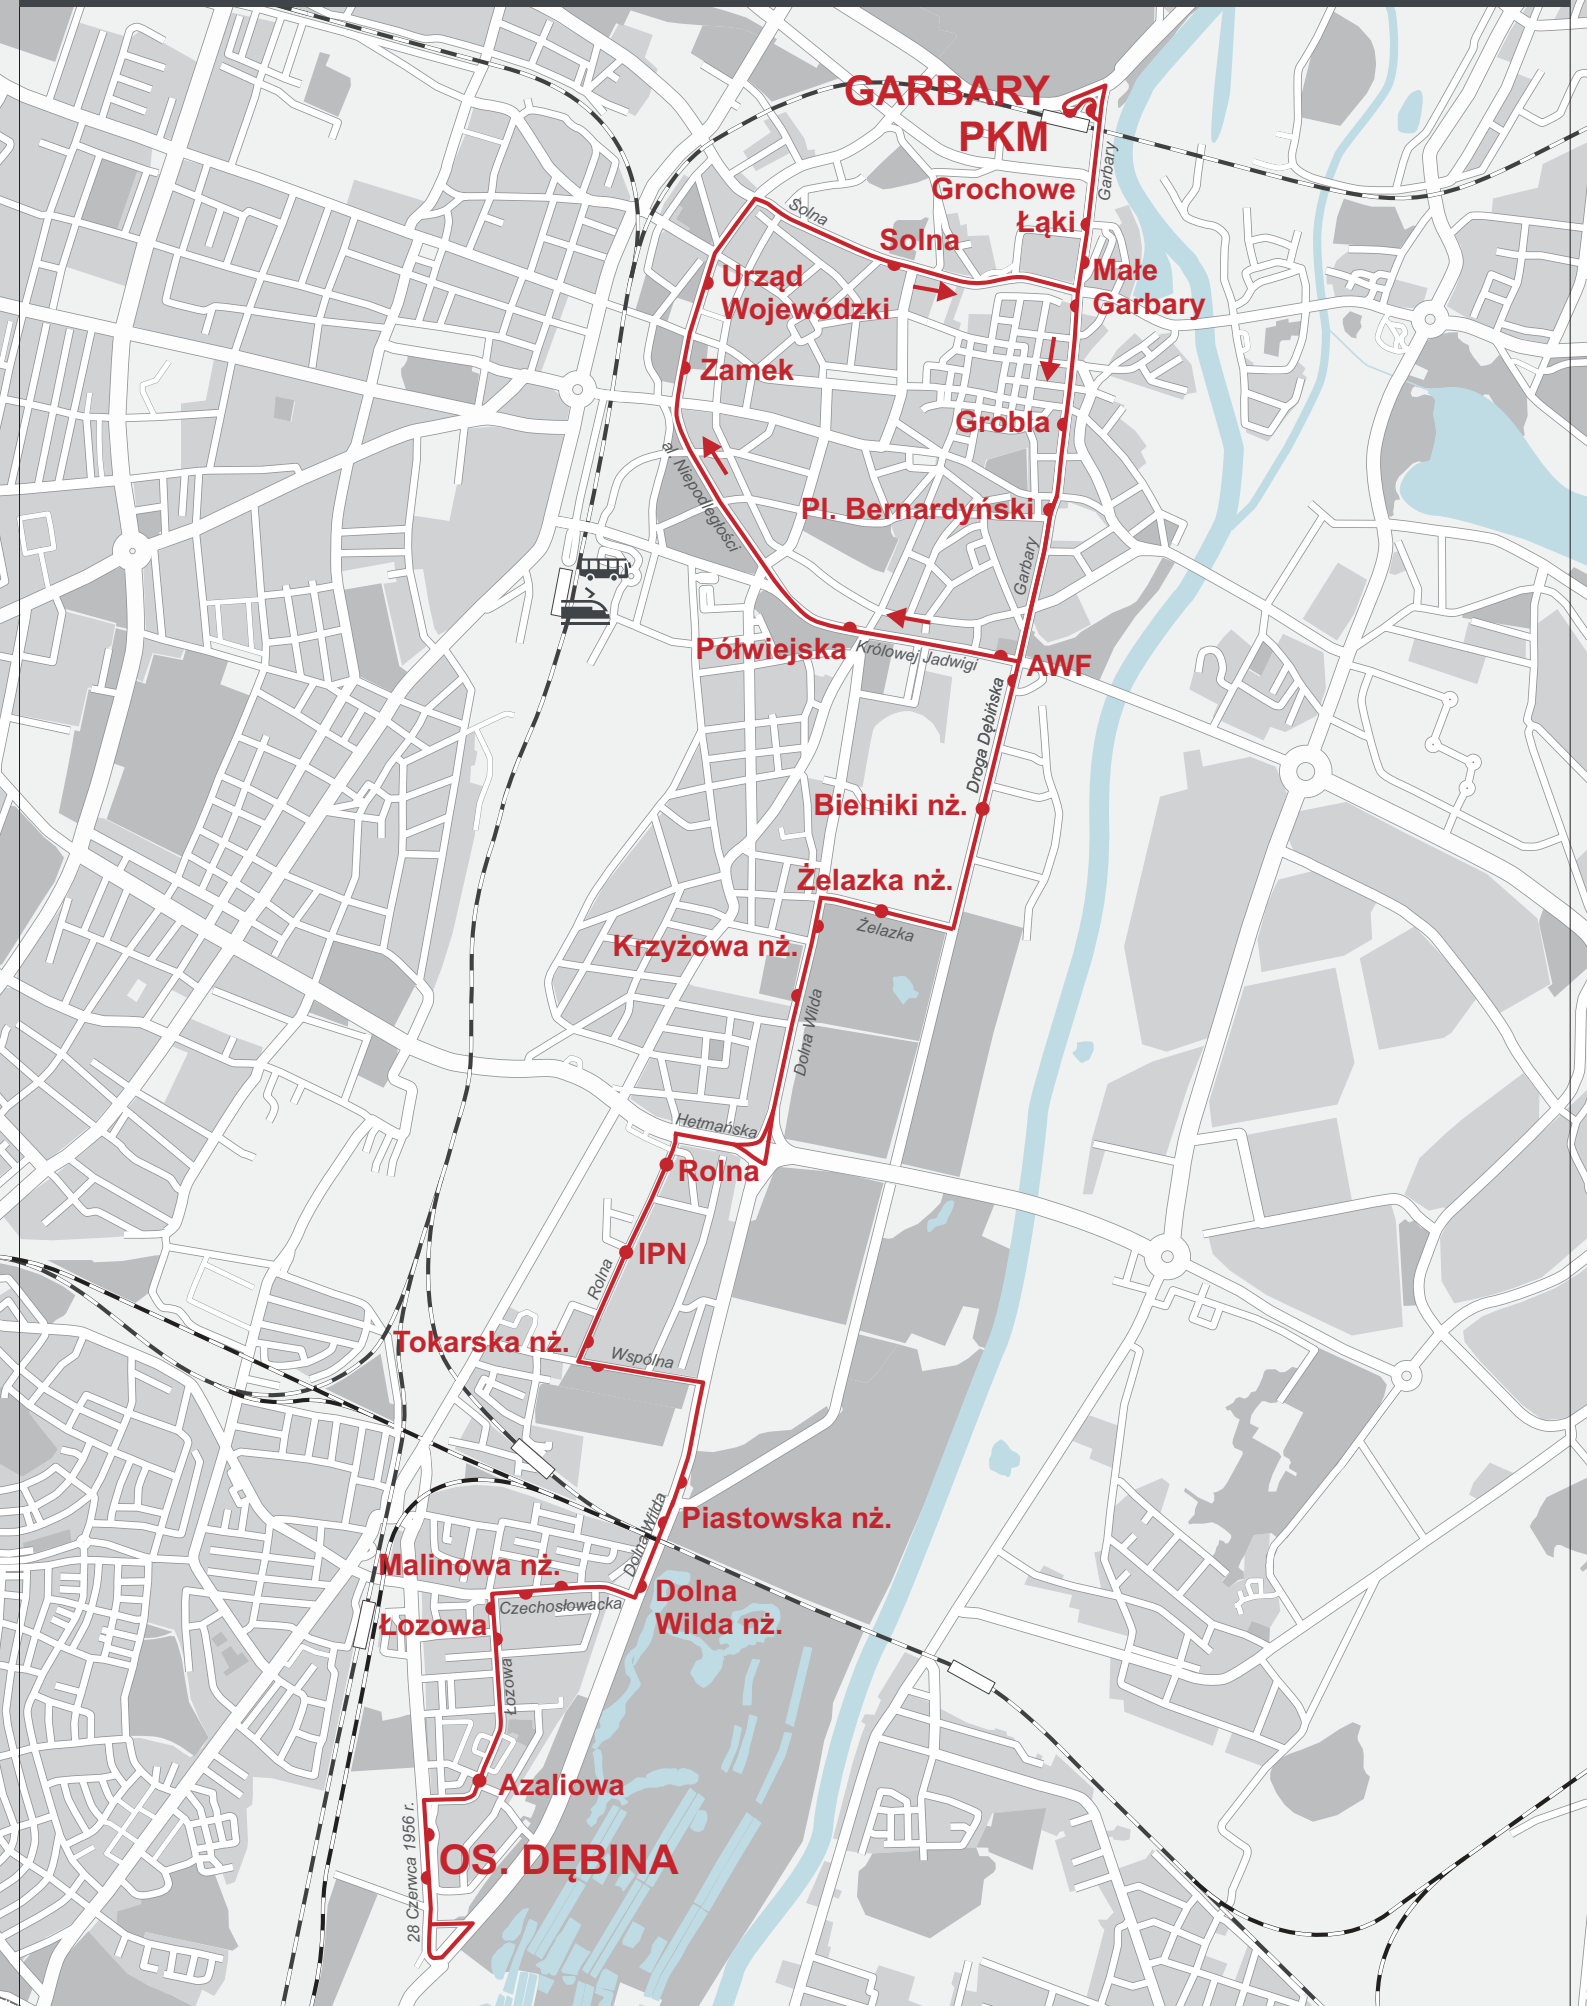 GARBARY
PKM
Garbary
Grochowe
Łąki
Solna
Solna
Małe
Garbary
Urząd
Wojewódzki
Zamek
Grobla
al. Niepodległości
Pl. Bernardyński
Garbary
Półwiejska
Królowej Jadwigi
AWF
Droga Dębińska
Bielniki nż.
Żelazka nż.
Żelazka
Krzyżowa nż.
Dolna Wilda
Hetmańska
Rolna
IPN
Rolna
Tokarska nż.
Wspólna
Piastowska nż.
Dolna Wilda
Malinowa nż.
Dolna
Wilda nż.
Czechosłowacka
Łozowa
Łozowa
Azaliowa
28 Czerwca 1956 r.
OS. DĘBINA